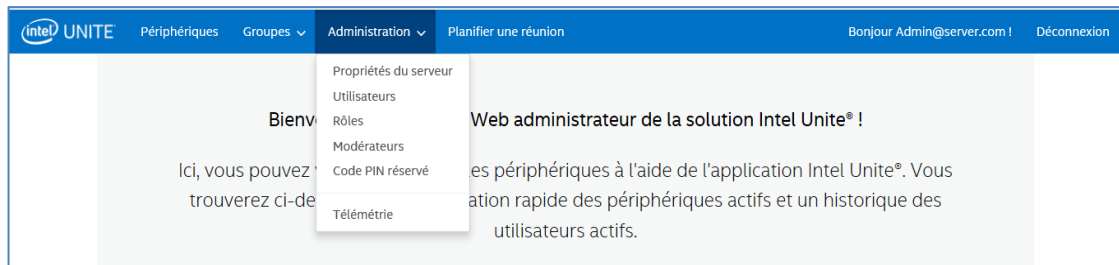 intel UNITE Périphériques Groupes Administration Planifier une réunion Bonjour Admin@server.com ! Déconnexion
Propriétés du serveur
Utilisateurs
Rôles
Modérateurs
Code PIN réservé
Télémétrie
Bienv Web administrateur de la solution Intel Unite® !
Ici, vous pouvez les périphériques à l'aide de l'application Intel Unite®. Vous
trouverez ci-de ation rapide des périphériques actifs et un historique des
utilisateurs actifs.